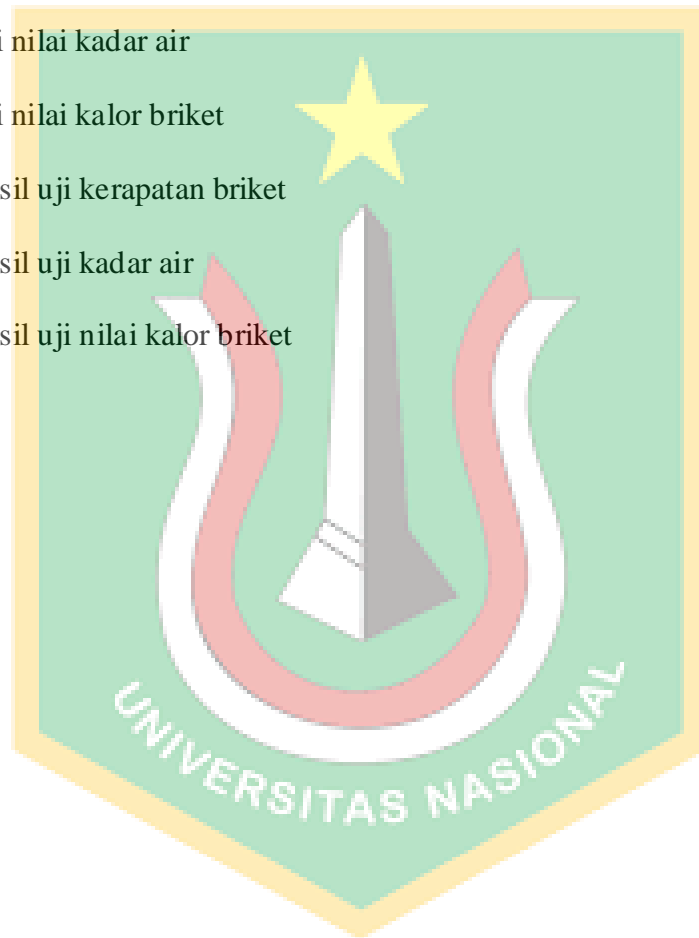 i nilai kadar air
i nilai kalor briket
sil uji kerapatan briket
sil uji kadar air
sil uji nilai kalor briket
UNIVERSITAS NASIONAL